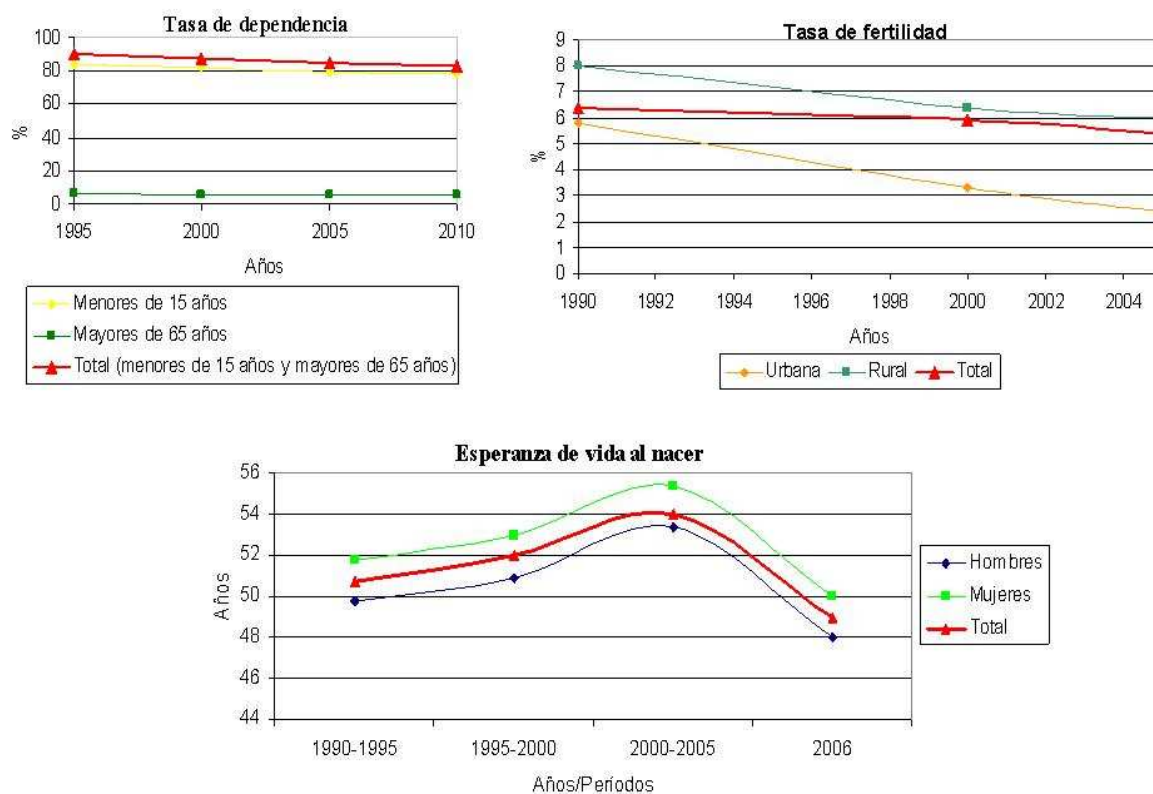 Tasa de dependencia
100
80
60
40
20
0
%
1995 2000 2005 2010
Años
Menores de 15 años
Mayores de 65 años
Total (menores de 15 años y mayores de 65 años)
Tasa de fertilidad
9
8
7
6
5
4
3
2
1
0
%
1990 1992 1994 1996 1998 2000 2002 2004
Años
Urbana Rural Total
Esperanza de vida al nacer
56
54
52
50
48
46
44
Años
1990-1995 1995-2000 2000-2005 2006
Años/Períodos
Hombres
Mujeres
Total